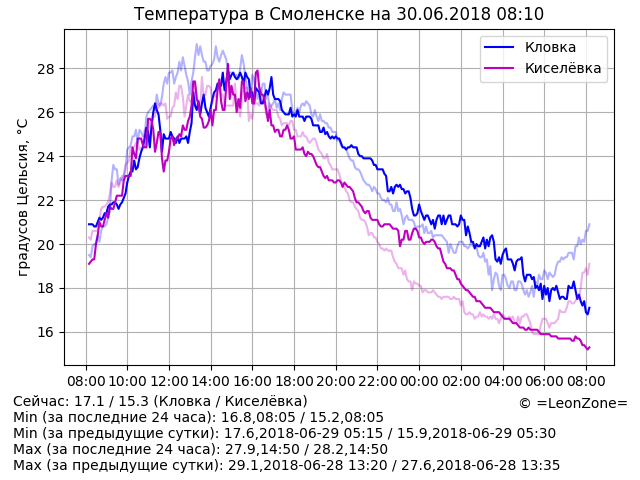 Температура в Смоленске на 30.06.2018 08:10
Кловка
Киселёвка
градусов Цельсия, °C
28
26
24
22
20
18
16
08:00 10:00 12:00 14:00 16:00 18:00 20:00 22:00 00:00 02:00 04:00 06:00 08:00
Сейчас: 17.1 / 15.3 (Кловка / Киселёвка)
© =LeonZone=
Min (за последние 24 часа): 16.8,08:05 / 15.2,08:05
Min (за предыдущие сутки): 17.6,2018-06-29 05:15 / 15.9,2018-06-29 05:30
Max (за последние 24 часа): 27.9,14:50 / 28.2,14:50
Max (за предыдущие сутки): 29.1,2018-06-28 13:20 / 27.6,2018-06-28 13:35